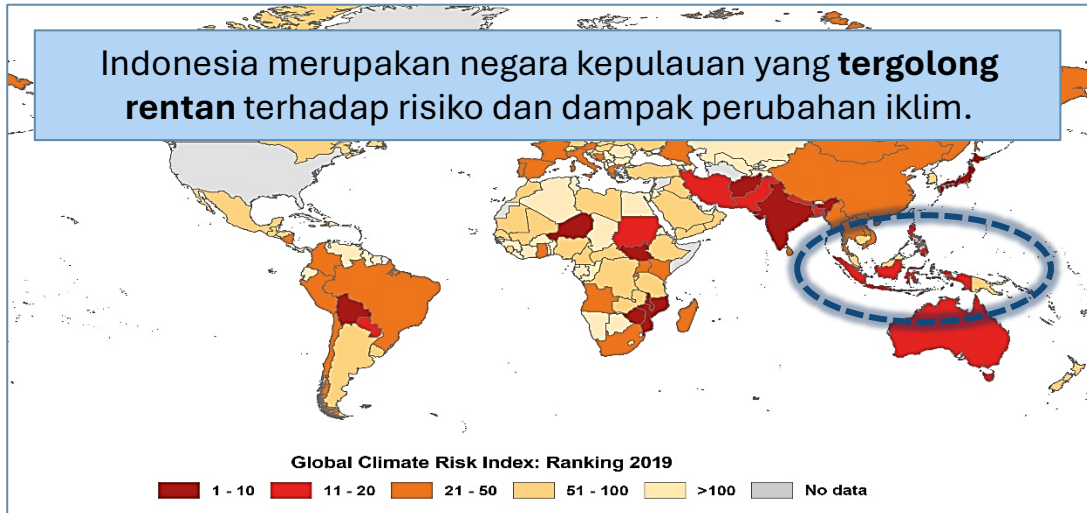 Indonesia merupakan negara kepulauan yang tergolong
rentan terhadap risiko dan dampak perubahan iklim.
Global Climate Risk Index: Ranking 2019
1 - 10 11 - 20 21 - 50 51 - 100 >100 No data